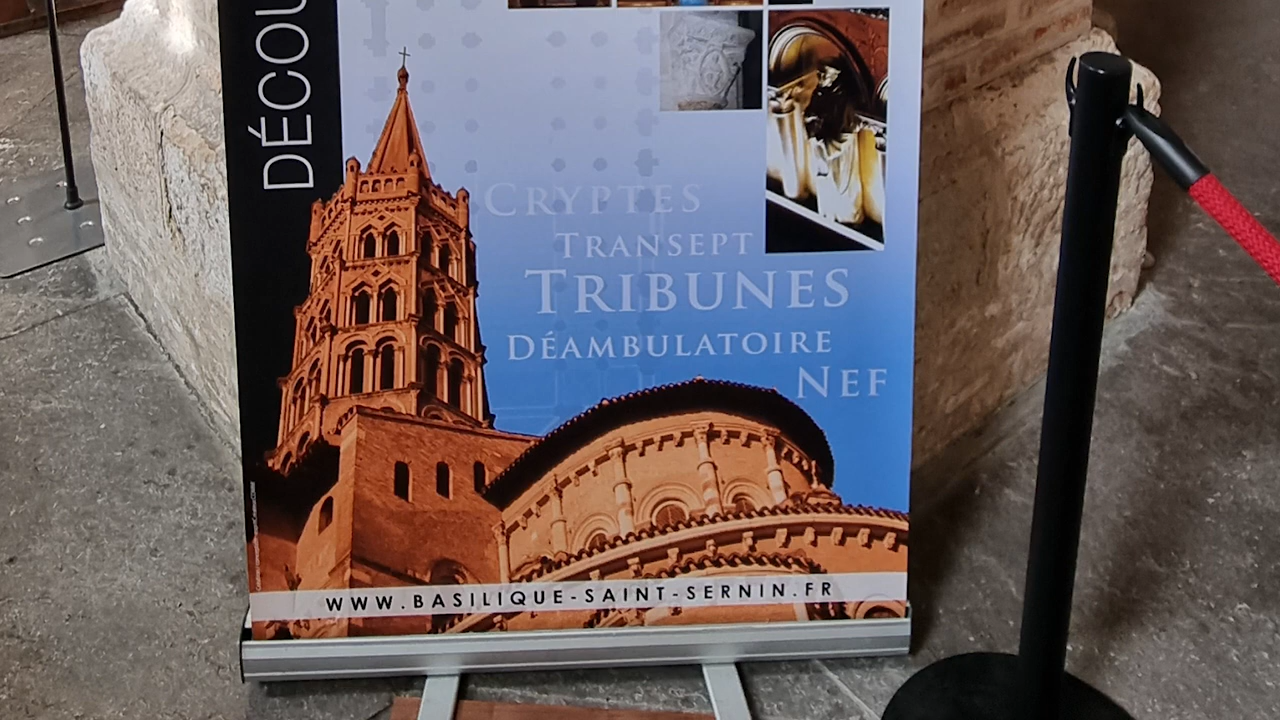 DÉCOU
CRYPTES
TRANSEPT
TRIBUNES
DÉAMBULATOIRE
NEF
WWW.BASILIQUE-SAINT-SERNIN.FR